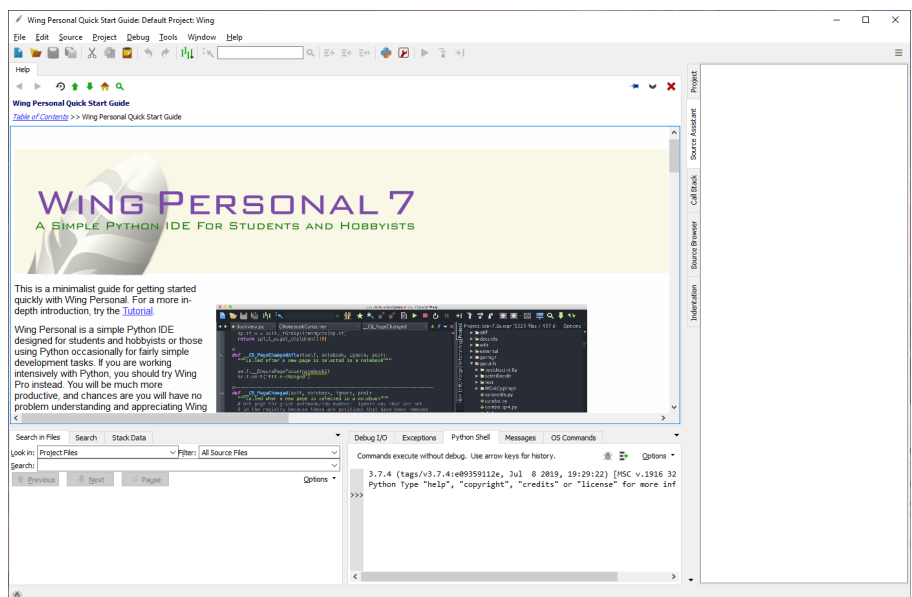 Wing Personal Quick Start Guide: Default Project: Wing
File Edit Source Project Debug Tools Window Help
Help
Wing Personal Quick Start Guide
Table of Contents >> Wing Personal Quick Start Guide
WING PERSONAL 7
A SIMPLE PYTHON IDE FOR STUDENTS AND HOBBYISTS
This is a minimalist guide for getting started
quickly with Wing Personal. For a more in-
depth introduction, try the Tutorial.
Wing Personal is a simple Python IDE
designed for students and hobbyists or those
using Python occasionally for fairly simple
development tasks. If you are working
intensively with Python, you should try Wing
Pro instead. You will be much more
productive, and chances are you will have no
problem understanding and appreciating Wing
Project
Source Assistant
Call Stack
Source Browser
Indentation
Search in Files Search Stack Data
Look in: Project Files Filter: All Source Files
Search:
Previous Next Pause Options
Debug I/O Exceptions Python Shell Messages OS Commands
Commands execute without debug. Use arrow keys for history. Options
3.7.4 (tags/v3.7.4:e09359112e, Jul 8 2019, 19:29:22) [MSC v.1916 32
Python Type "help", "copyright", "credits" or "license" for more inf
>>>